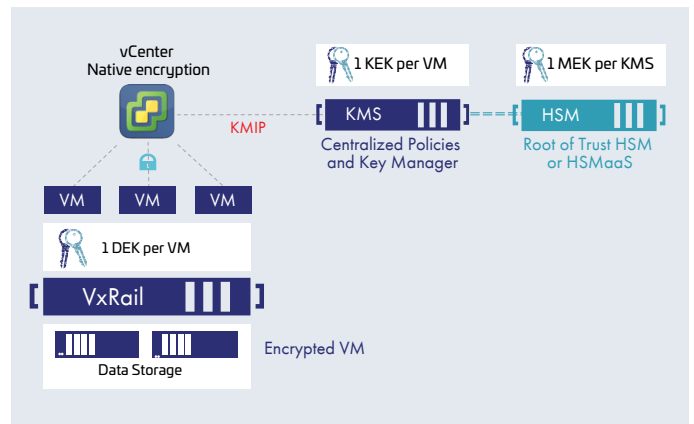 vCenter
Native encryption
1 KEK per VM
1 MEK per KMS
KMIP
KMS
HSM
Centralized Policies
and Key Manager
Root of Trust HSM
or HSMaaS
VM
VM
VM
1 DEK per VM
VxRail
Encrypted VM
Data Storage